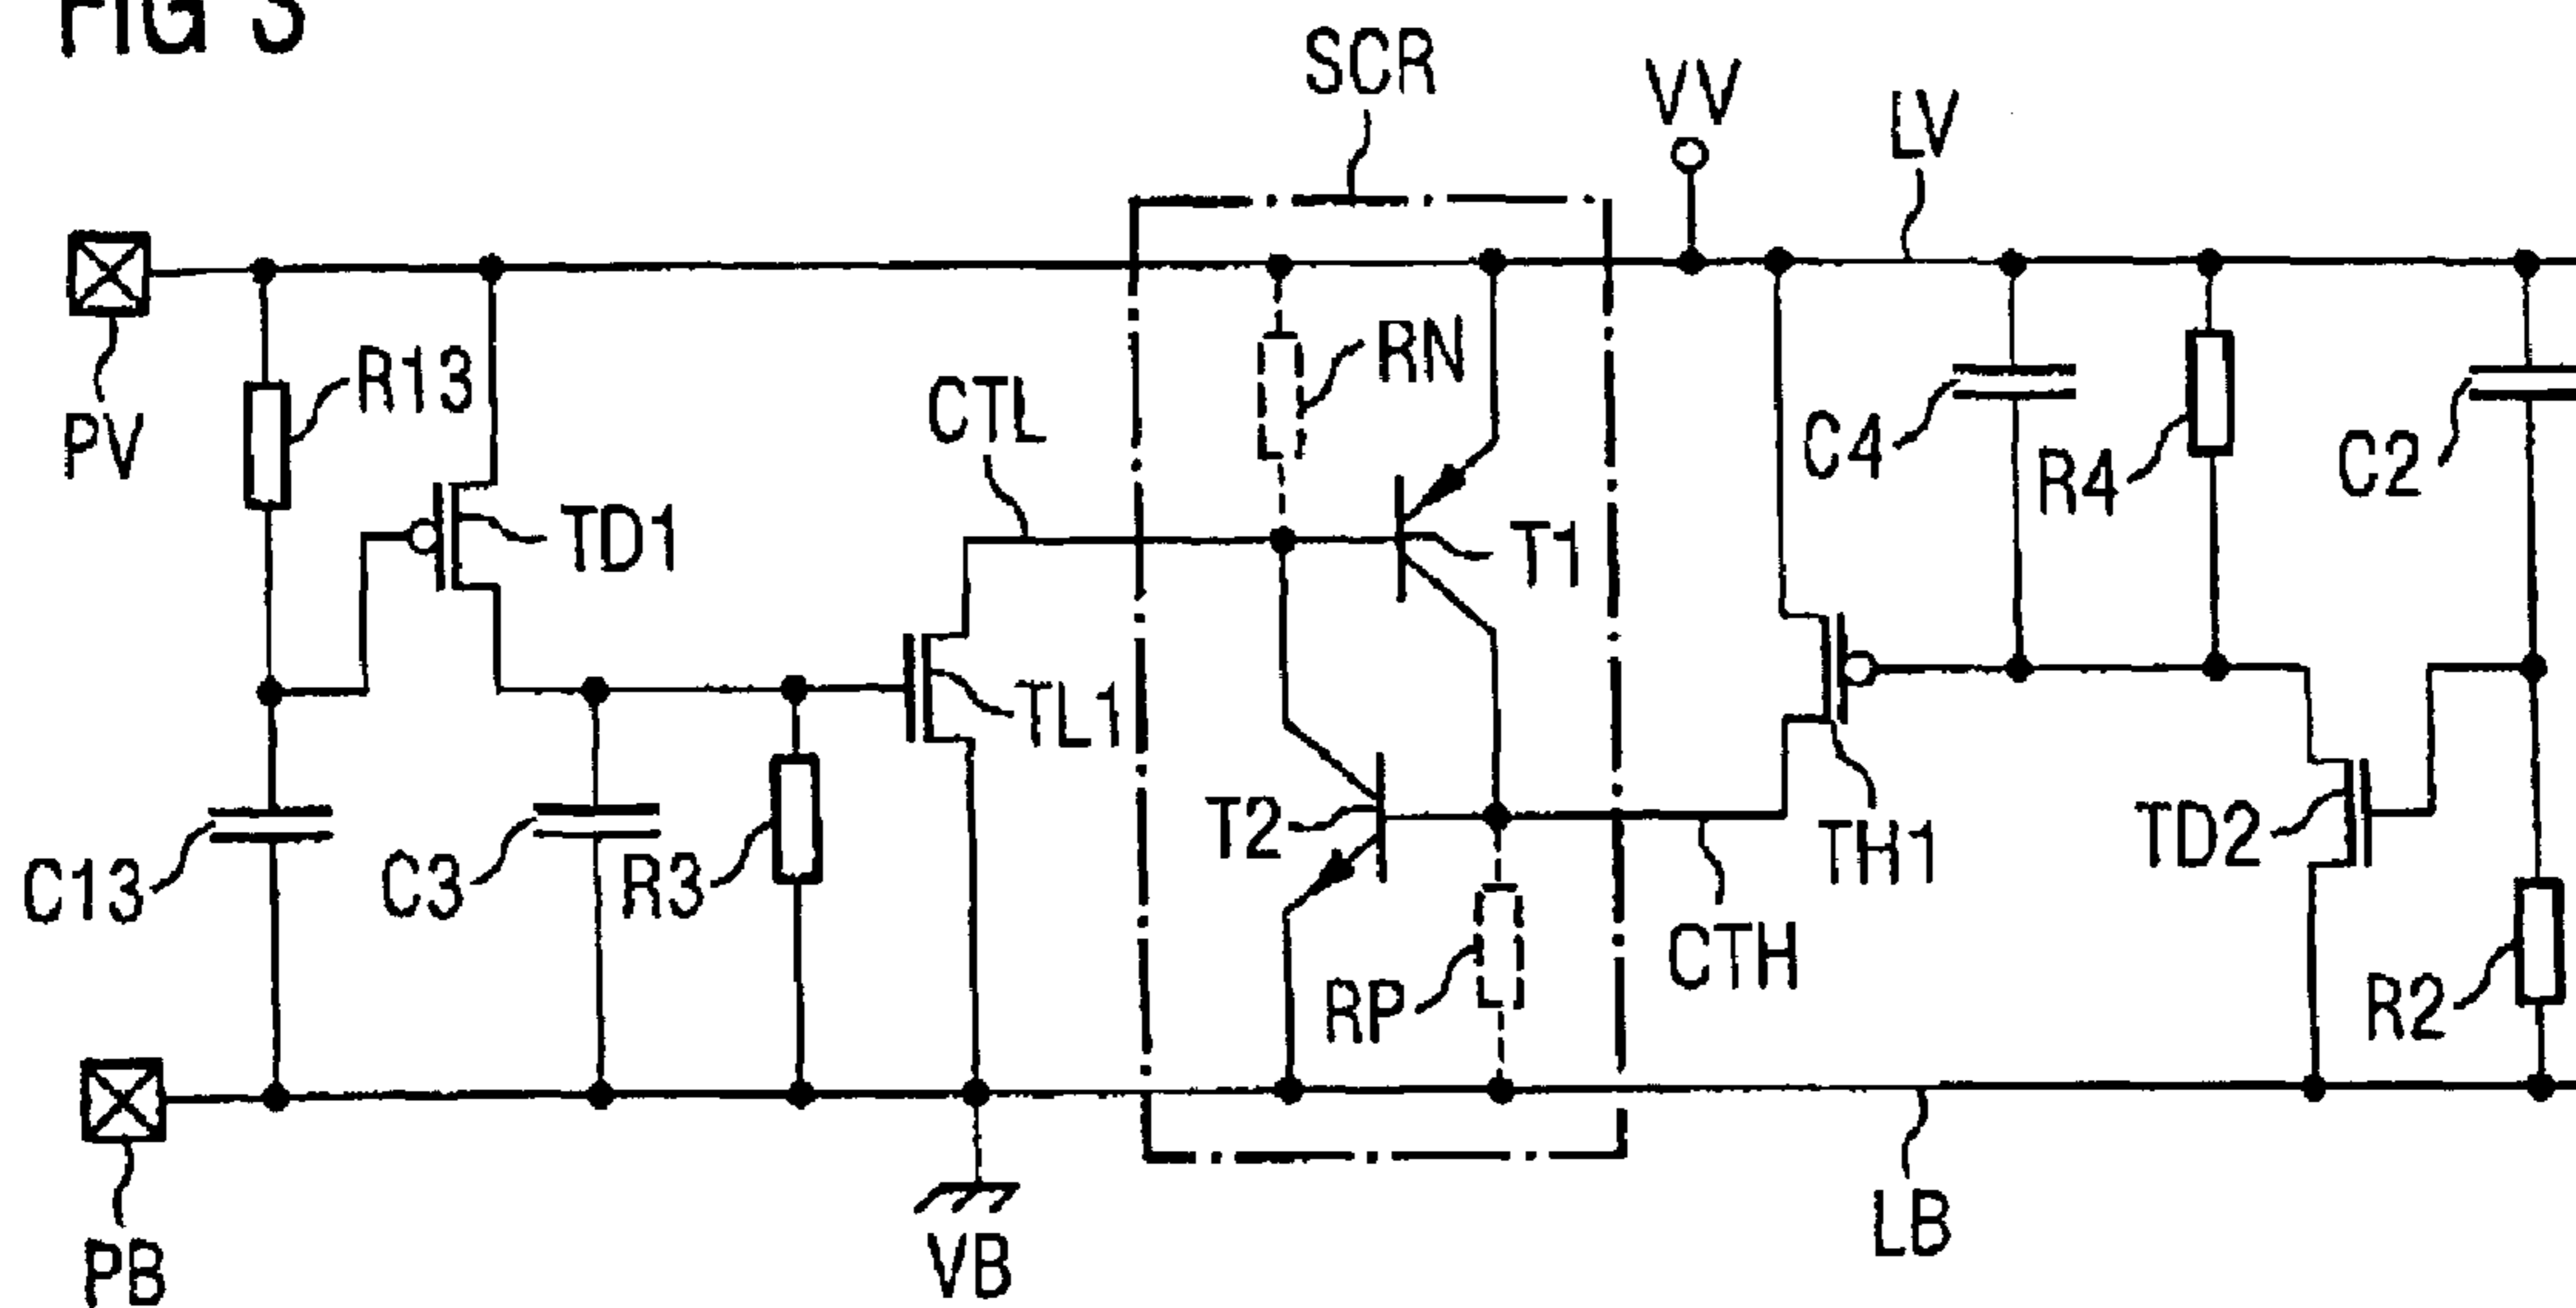 FIG 3
SCR
VV
LV
PV
R13
CTL
RN
C4
R4
C2
TD1
T1
TL1
T2
TH1
TD2
C13
C3
R3
RP
CTH
R2
PB
VB
LB